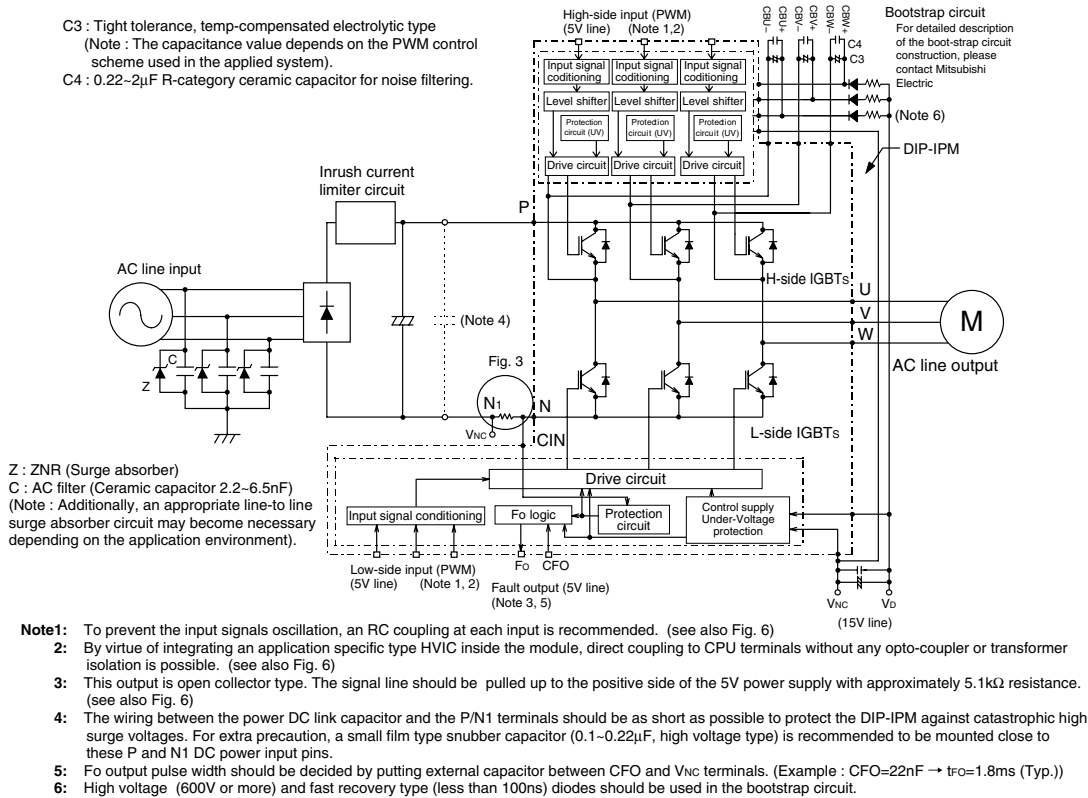 C3 : Tight tolerance, temp-compensated electrolytic type
(Note : The capacitance value depends on the PWM control
scheme used in the applied system).
C4 : 0.22~2μF R-category ceramic capacitor for noise filtering.
High-side input (PWM)
(5V line) (Note 1,2)
CBU–
CBU+
CBV–
CBV+
CBW–
CBW+
C4
C3
Bootstrap circuit
For detailed description
of the boot-strap circuit
construction, please
contact Mitsubishi
Electric
(Note 6)
DIP-IPM
Input signal coditioning
Input signal coditioning
Input signal coditioning
Level shifter
Level shifter
Level shifter
Protection circuit (UV)
Protection circuit (UV)
Protection circuit (UV)
Drive circuit
Drive circuit
Drive circuit
Inrush current
limiter circuit
P
AC line input
H-side IGBTS
U
V
W
M
AC line output
(Note 4)
C
Z
Fig. 3
N1
N
VNC
CIN
L-side IGBTS
Z : ZNR (Surge absorber)
C : AC filter (Ceramic capacitor 2.2~6.5nF)
(Note : Additionally, an appropriate line-to line
surge absorber circuit may become necessary
depending on the application environment).
Drive circuit
Input signal conditioning
Fo logic
Protection
circuit
Control supply
Under-Voltage
protection
Low-side input (PWM)
(5V line) (Note 1, 2)
FO CFO
Fault output (5V line)
(Note 3, 5)
VNC VD
(15V line)
Note1: To prevent the input signals oscillation, an RC coupling at each input is recommended. (see also Fig. 6)
2: By virtue of integrating an application specific type HVIC inside the module, direct coupling to CPU terminals without any opto-coupler or transformer
isolation is possible. (see also Fig. 6)
3: This output is open collector type. The signal line should be pulled up to the positive side of the 5V power supply with approximately 5.1kΩ resistance.
(see also Fig. 6)
4: The wiring between the power DC link capacitor and the P/N1 terminals should be as short as possible to protect the DIP-IPM against catastrophic high
surge voltages. For extra precaution, a small film type snubber capacitor (0.1~0.22μF, high voltage type) is recommended to be mounted close to
these P and N1 DC power input pins.
5: Fo output pulse width should be decided by putting external capacitor between CFO and VNC terminals. (Example : CFO=22nF → tFO=1.8ms (Typ.))
6: High voltage (600V or more) and fast recovery type (less than 100ns) diodes should be used in the bootstrap circuit.